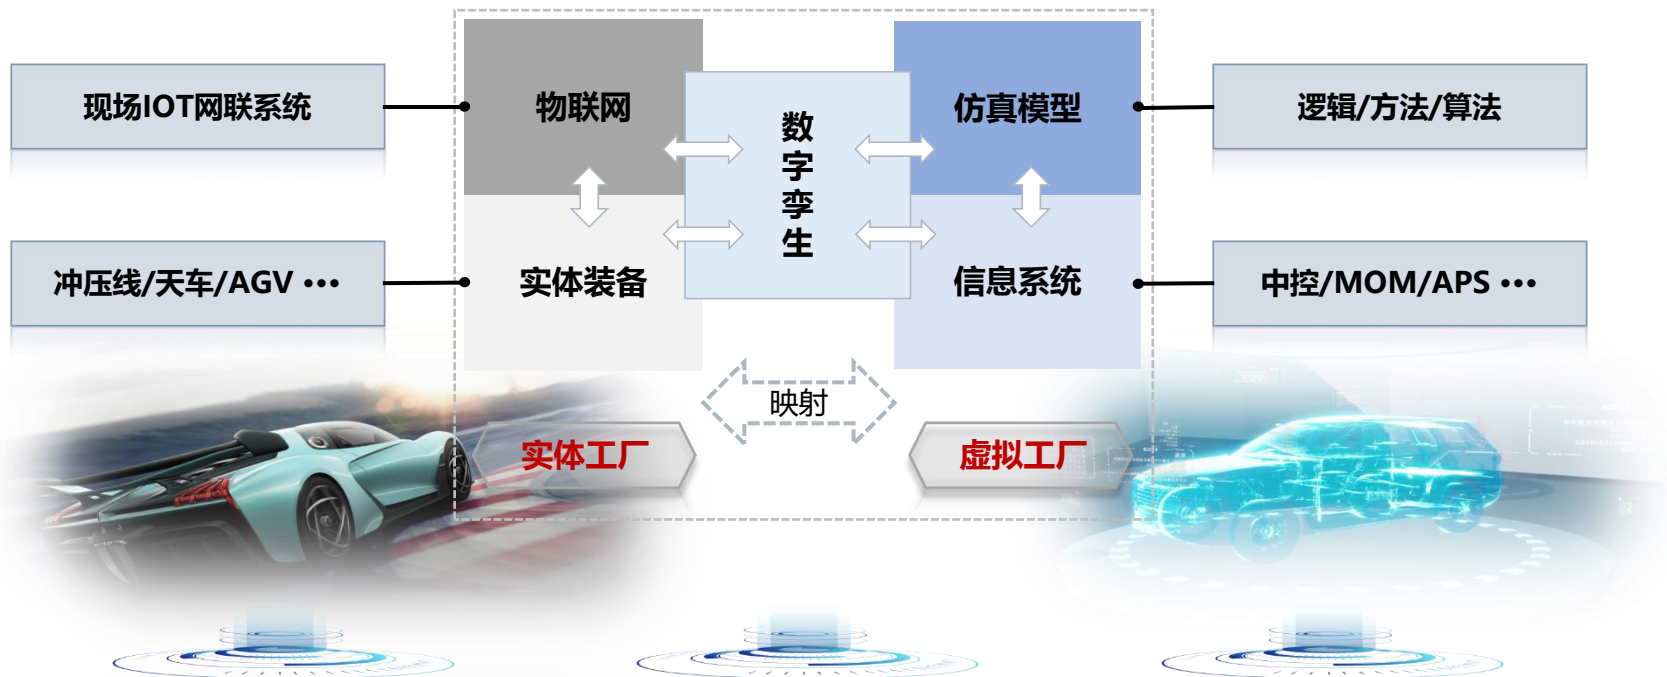 现场IOT网联系统
物联网
数字孪生
仿真模型
逻辑/方法/算法
冲压线/天车/AGV •••
实体装备
信息系统
中控/MOM/APS •••
映射
实体工厂
虚拟工厂